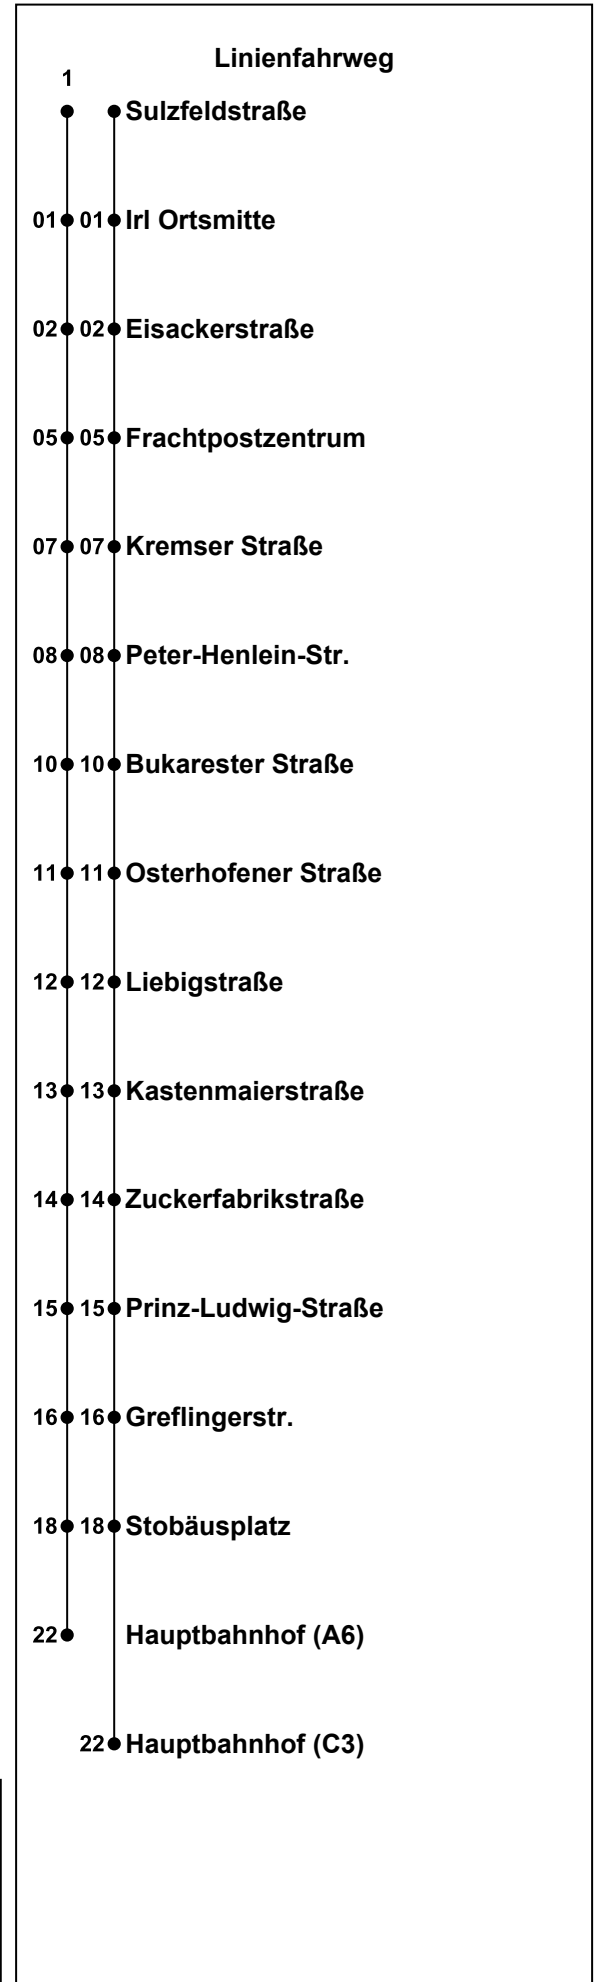 Linienfahrweg
1
Sulzfeldstraße
01 01 Irl Ortsmitte
02 02 Eisackerstraße
05 05 Frachtpostzentrum
07 07 Kremser Straße
08 08 Peter-Henlein-Str.
10 10 Bukarester Straße
11 11 Osterhofener Straße
12 12 Liebigstraße
13 13 Kastenmaierstraße
14 14 Zuckerfabrikstraße
15 15 Prinz-Ludwig-Straße
16 16 Greflingerstr.
18 18 Stobäusplatz
22 Hauptbahnhof (A6)
22 Hauptbahnhof (C3)